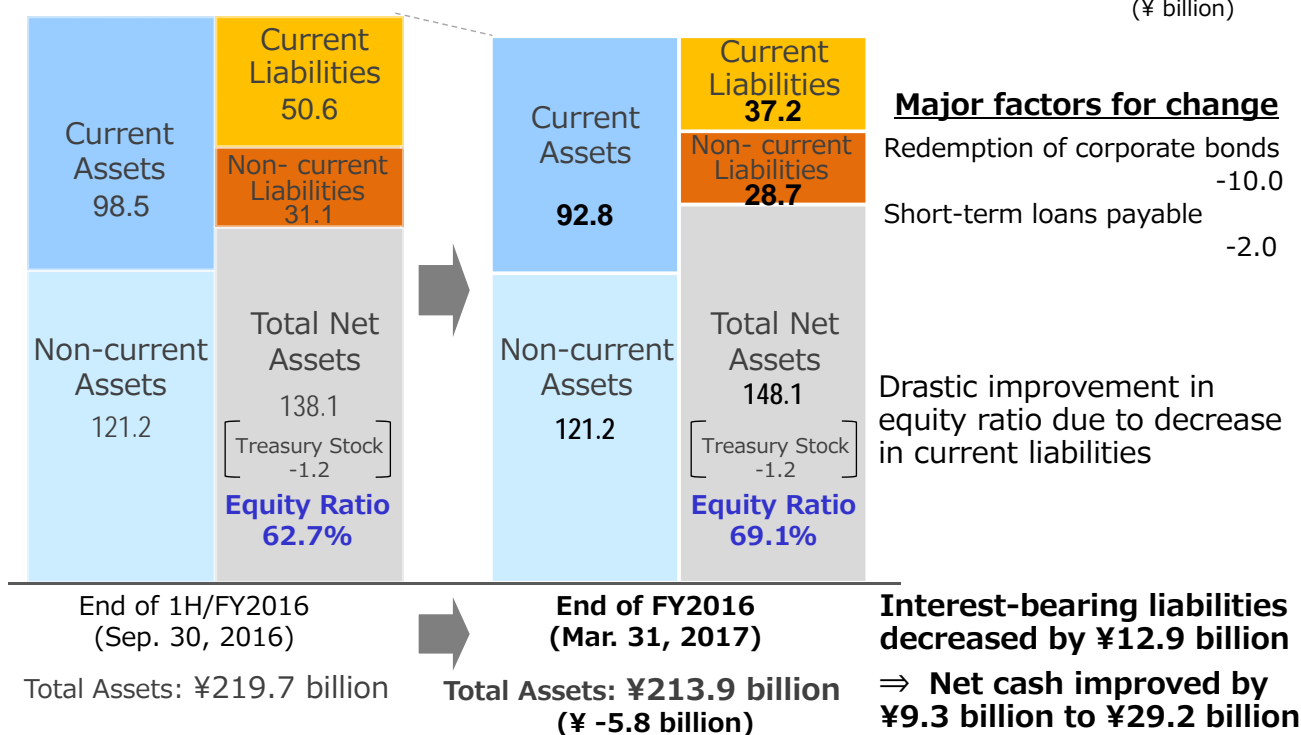 (¥ billion)
Current
Liabilities
50.6
Non- current
Liabilities
31.1
Current
Assets
98.5
Non-current
Assets
121.2
Total Net
Assets
138.1
Treasury Stock
-1.2
Equity Ratio
62.7%
Current
Assets
92.8
Non-current
Assets
121.2
Current
Liabilities
37.2
Non- current
Liabilities
28.7
Total Net
Assets
148.1
Treasury Stock
-1.2
Equity Ratio
69.1%
Major factors for change
Redemption of corporate bonds
-10.0
Short-term loans payable
-2.0
Drastic improvement in
equity ratio due to decrease
in current liabilities
End of 1H/FY2016
(Sep. 30, 2016)
Total Assets: ¥219.7 billion
End of FY2016
(Mar. 31, 2017)
Total Assets: ¥213.9 billion
(¥ -5.8 billion)
Interest-bearing liabilities
decreased by ¥12.9 billion
⇒ Net cash improved by
¥9.3 billion to ¥29.2 billion